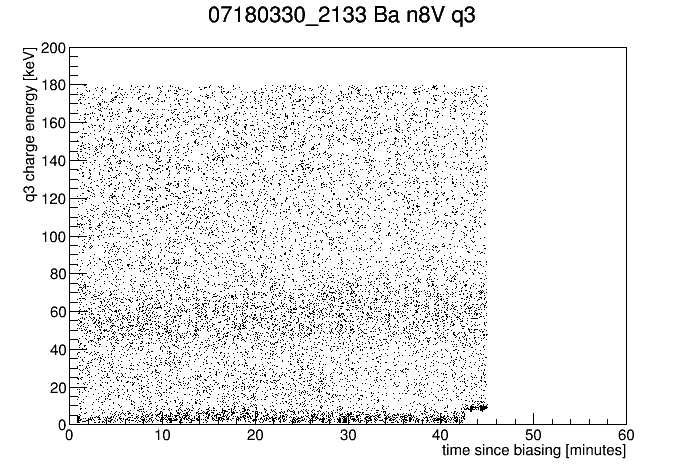 07180330_2133 Ba n8V q3
q3 charge energy [keV]
200
180
160
140
120
100
80
60
40
20
0
0 10 20 30 40 50 60
time since biasing [minutes]